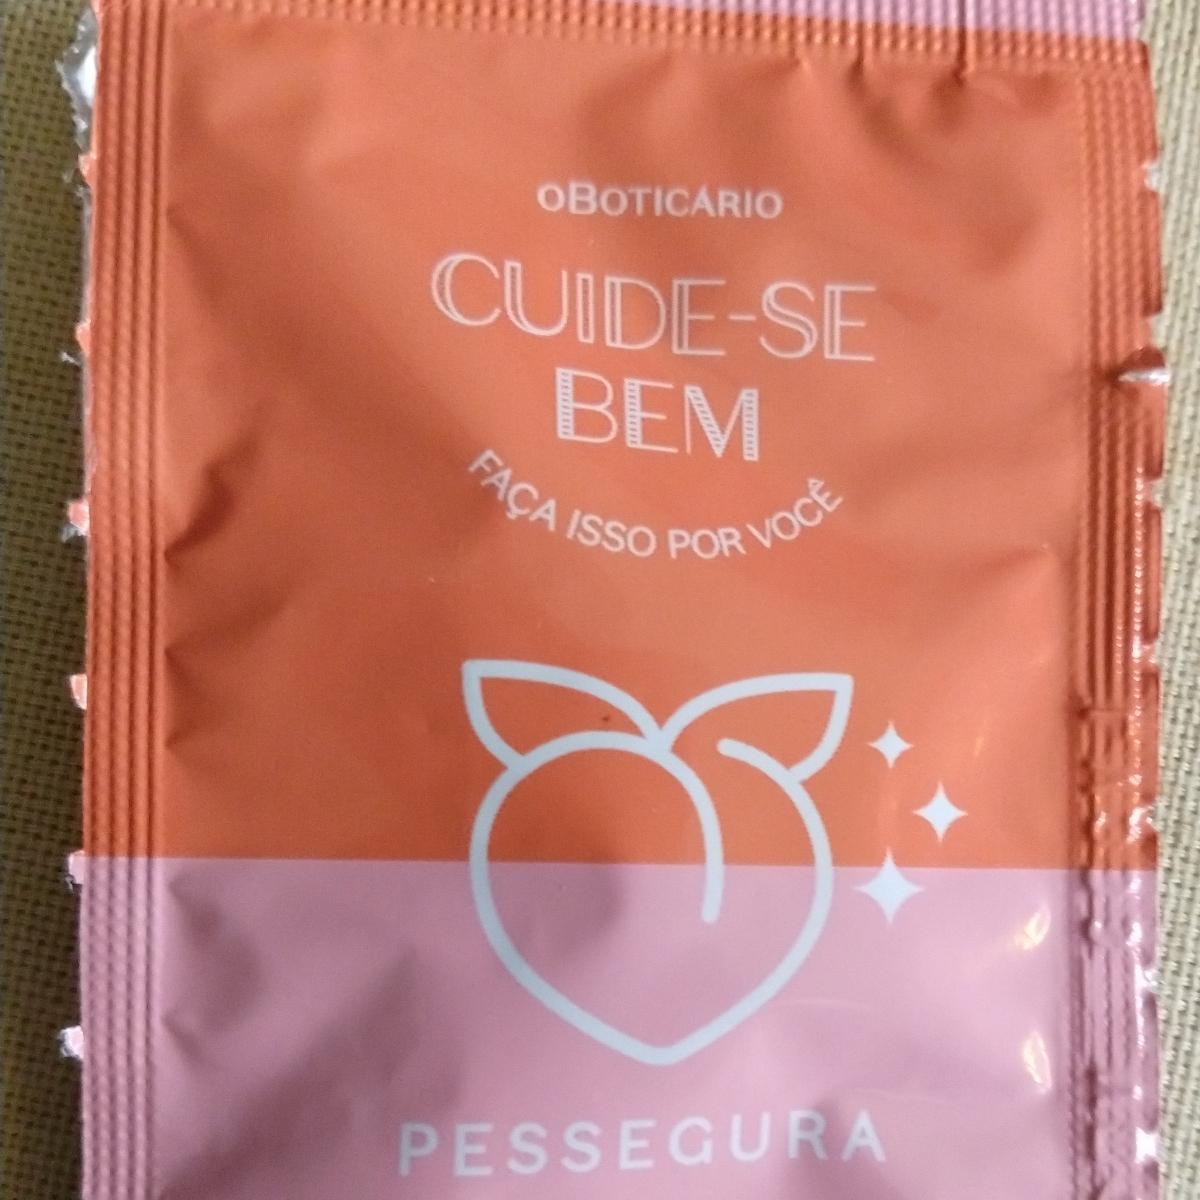 oBOTICÁRIO
CUIDE-SE
BEM
FAÇA ISSO POR VOCÊ
PESSEGURA